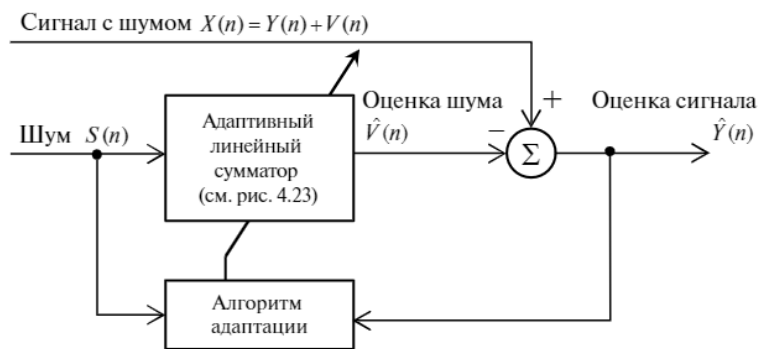 Сигнал с шумом X(n) = Y(n) + V(n)
Оценка шума
+
Оценка сигнала
Шум S(n)
Адаптивный
линейный
сумматор
(см. рис. 4.23)
V̂(n)
−
Σ
Ŷ(n)
Алгоритм
адаптации